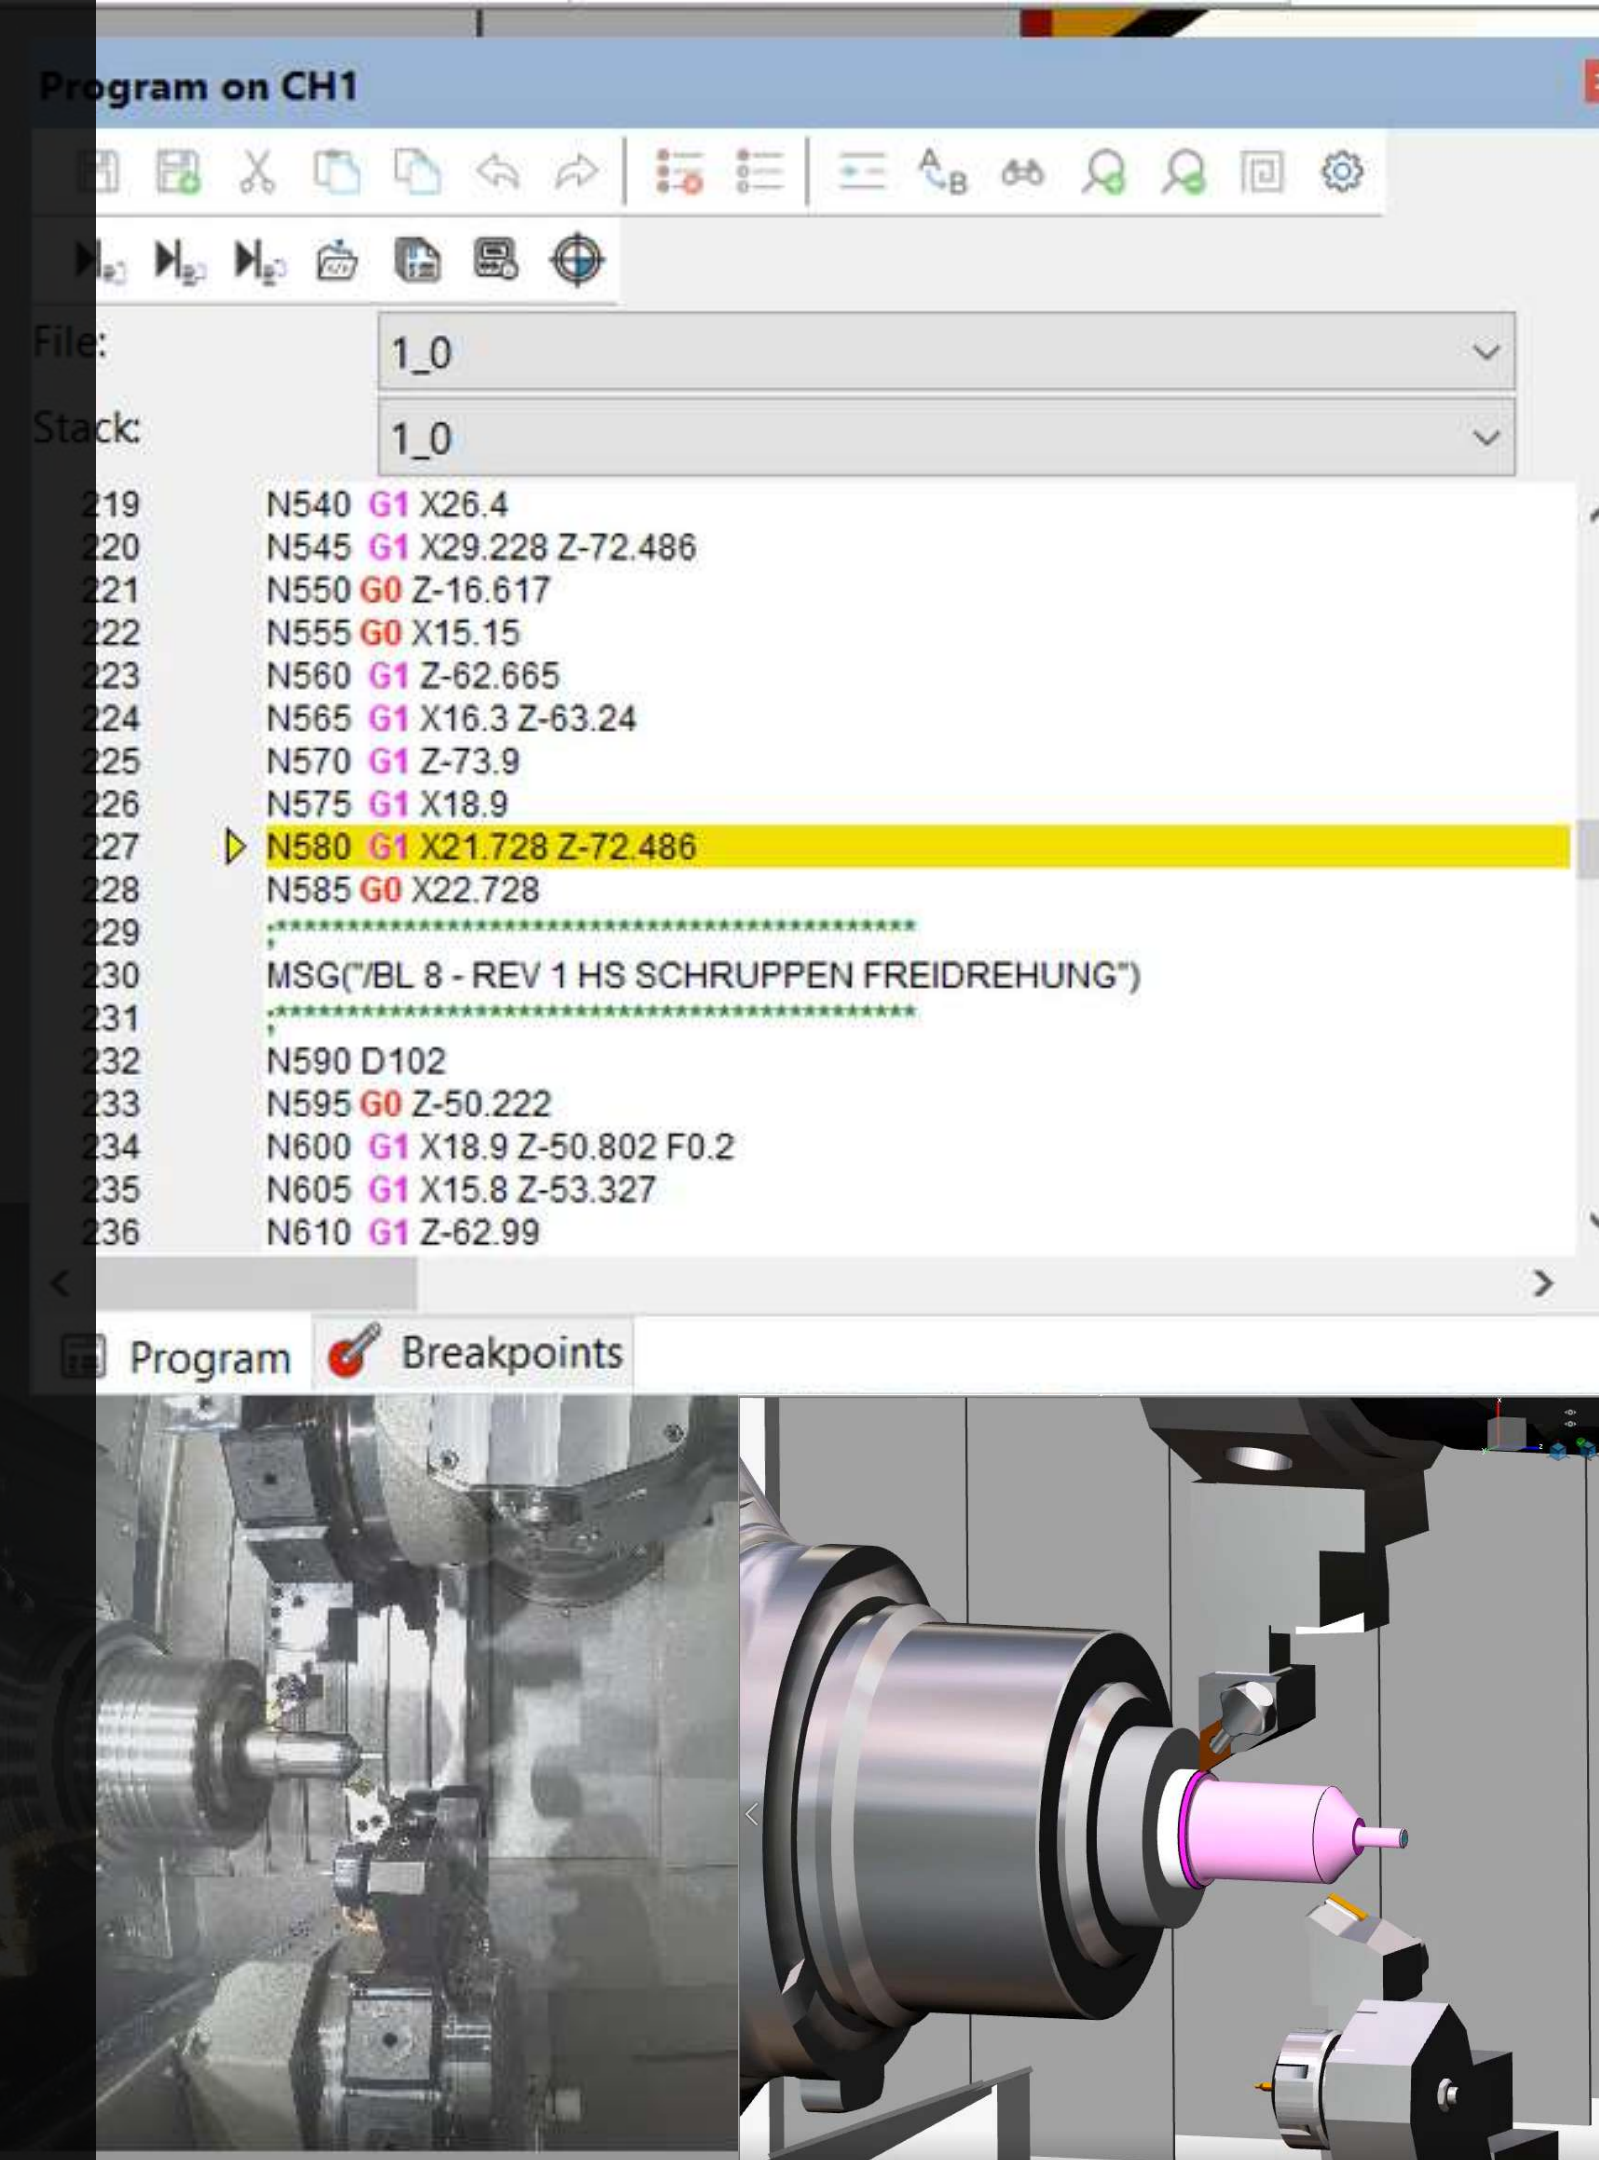 Program on CH1
A
B
File:
1_0
Stack:
1_0
219 N540 G1 X26.4
220 N545 G1 X29.228 Z-72.486
221 N550 G0 Z-16.617
222 N555 G0 X15.15
223 N560 G1 Z-62.665
224 N565 G1 X16.3 Z-63.24
225 N570 G1 Z-73.9
226 N575 G1 X18.9
227 N580 G1 X21.728 Z-72.486
228 N585 G0 X22.728
229 ;*********************************************
230 MSG("/BL 8 - REV 1 HS SCHRUPPEN FREIDREHUNG")
231 ;*********************************************
232 N590 D102
233 N595 G0 Z-50.222
234 N600 G1 X18.9 Z-50.802 F0.2
235 N605 G1 X15.8 Z-53.327
236 N610 G1 Z-62.99
Program
Breakpoints